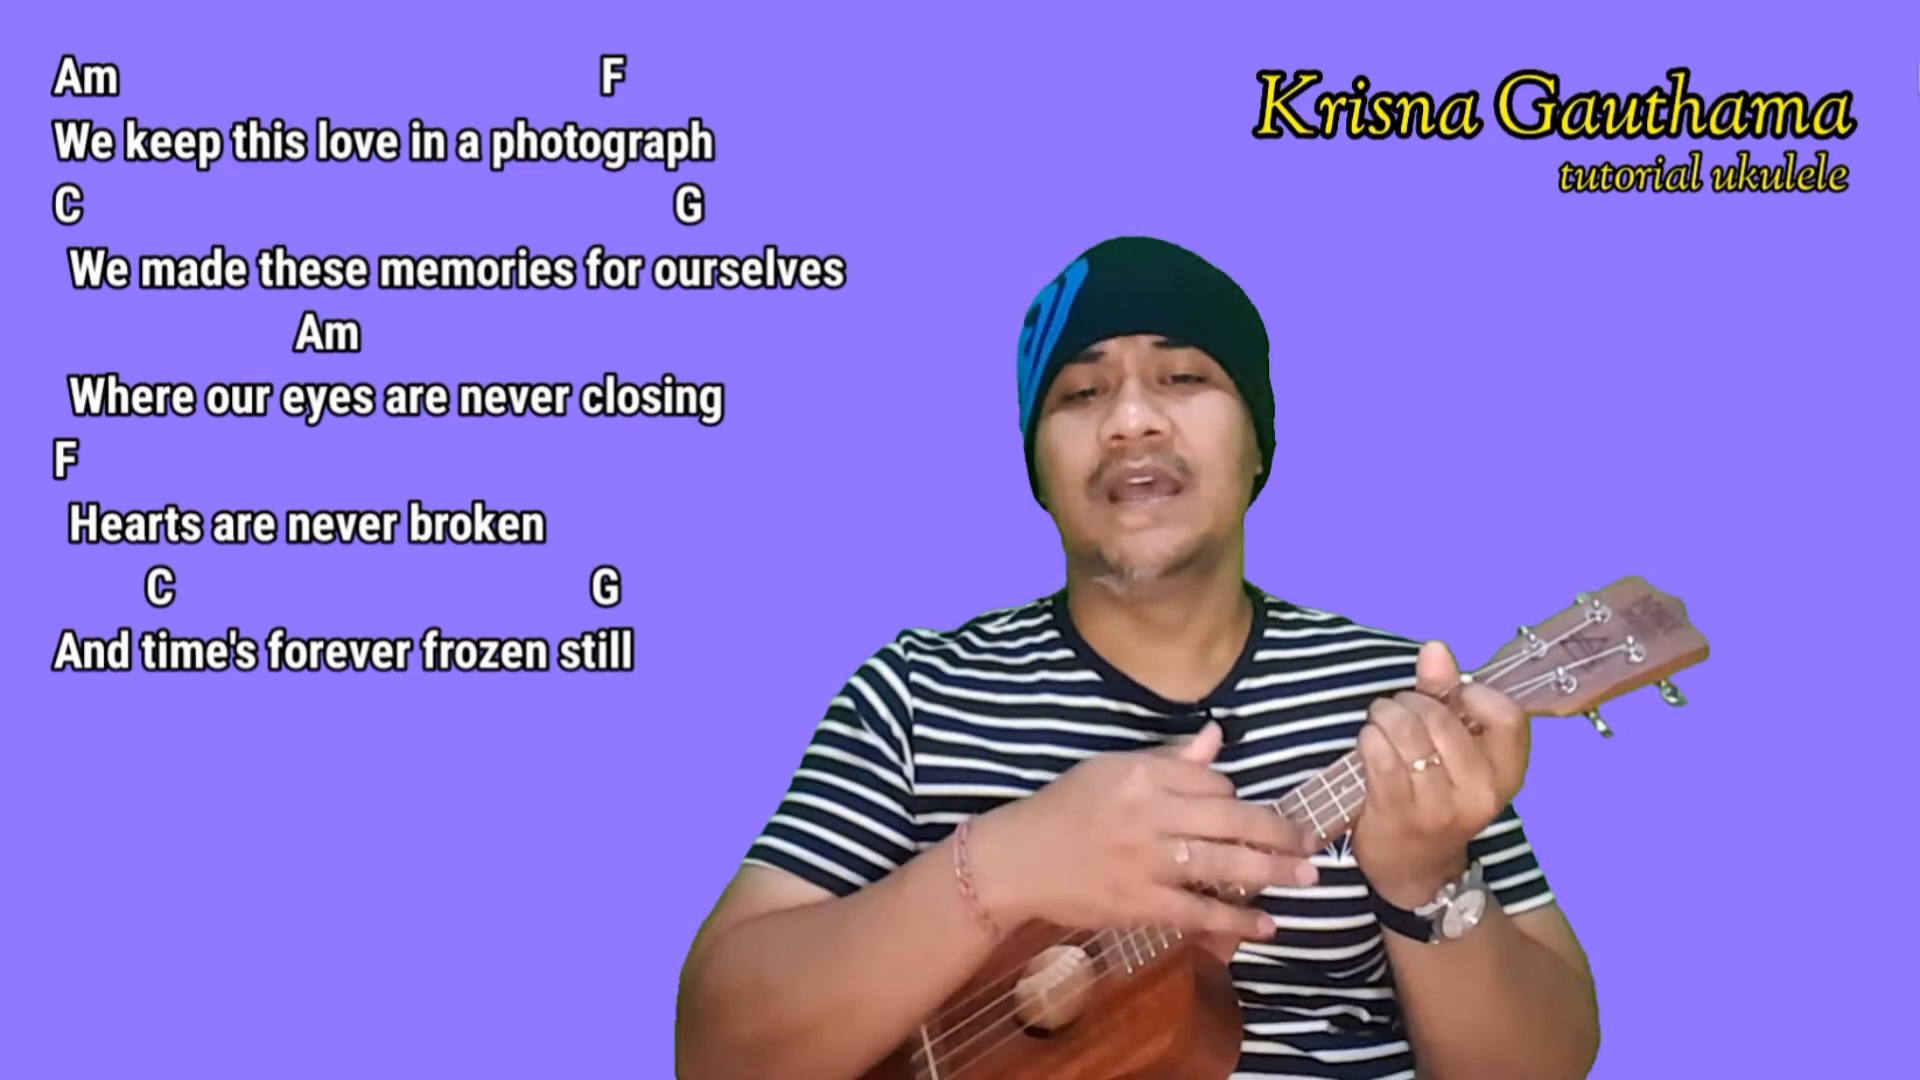 Am F
We keep this love in a photograph
C G
We made these memories for ourselves
Am
Where our eyes are never closing
F
Hearts are never broken
C G
And time's forever frozen still
Krisna Gauthama
tutorial ukulele